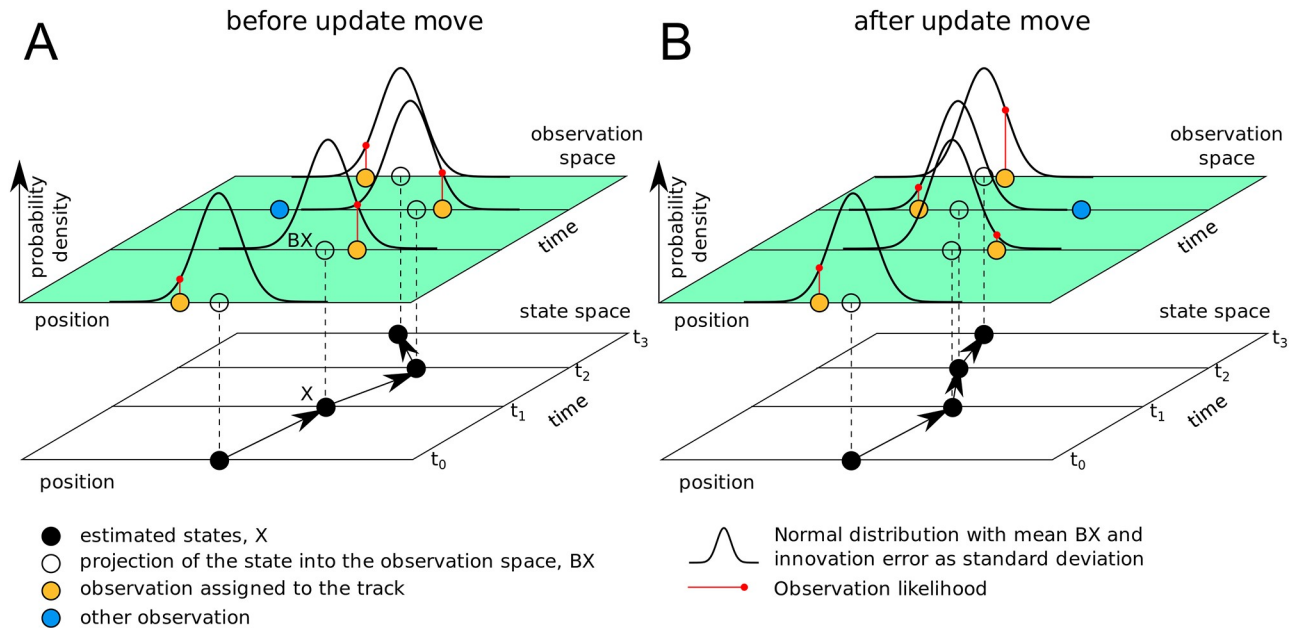 A
before update move
observation
space
probability
density
BX
time
position
state space
t3
t2
X
t1
time
t0
position
B
after update move
observation
space
probability
density
time
position
state space
t3
t2
t1
time
t0
position
estimated states, X
projection of the state into the observation space, BX
observation assigned to the track
other observation
Normal distribution with mean BX and
innovation error as standard deviation
Observation likelihood